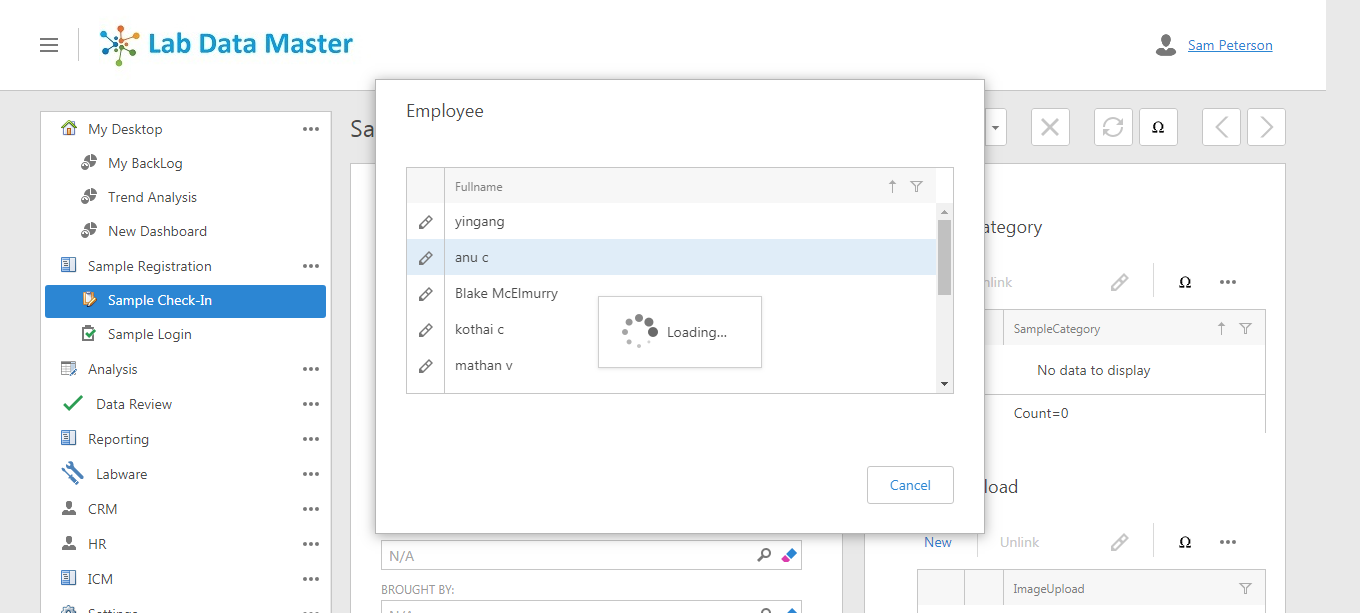 Lab Data Master
Sam Peterson
My Desktop
My BackLog
Trend Analysis
New Dashboard
Sample Registration
Sample Check-In
Sample Login
Analysis
Data Review
Reporting
Labware
CRM
HR
ICM
Settings
Sa
Employee
Fullname
yingang
anu c
Blake McElmurry
kothai c
mathan v
Loading...
Cancel
N/A
BROUGHT BY:
N/A
Ω
ategory
nlink
Ω
SampleCategory
No data to display
Count=0
load
New
Unlink
Ω
ImageUpload